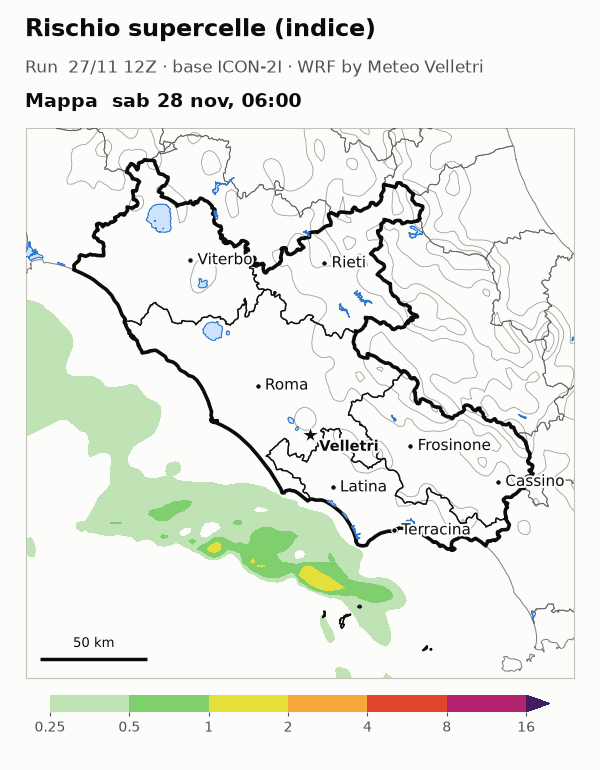 Rischio supercelle (indice)
Run  27/11 12Z · base ICON-2I · WRF by Meteo Velletri
Mappa  sab 28 nov, 06:00
Viterbo
Rieti
Roma
Velletri
Frosinone
Cassino
Latina
Terracina
50 km
0.25 0.5 1 2 4 8 16